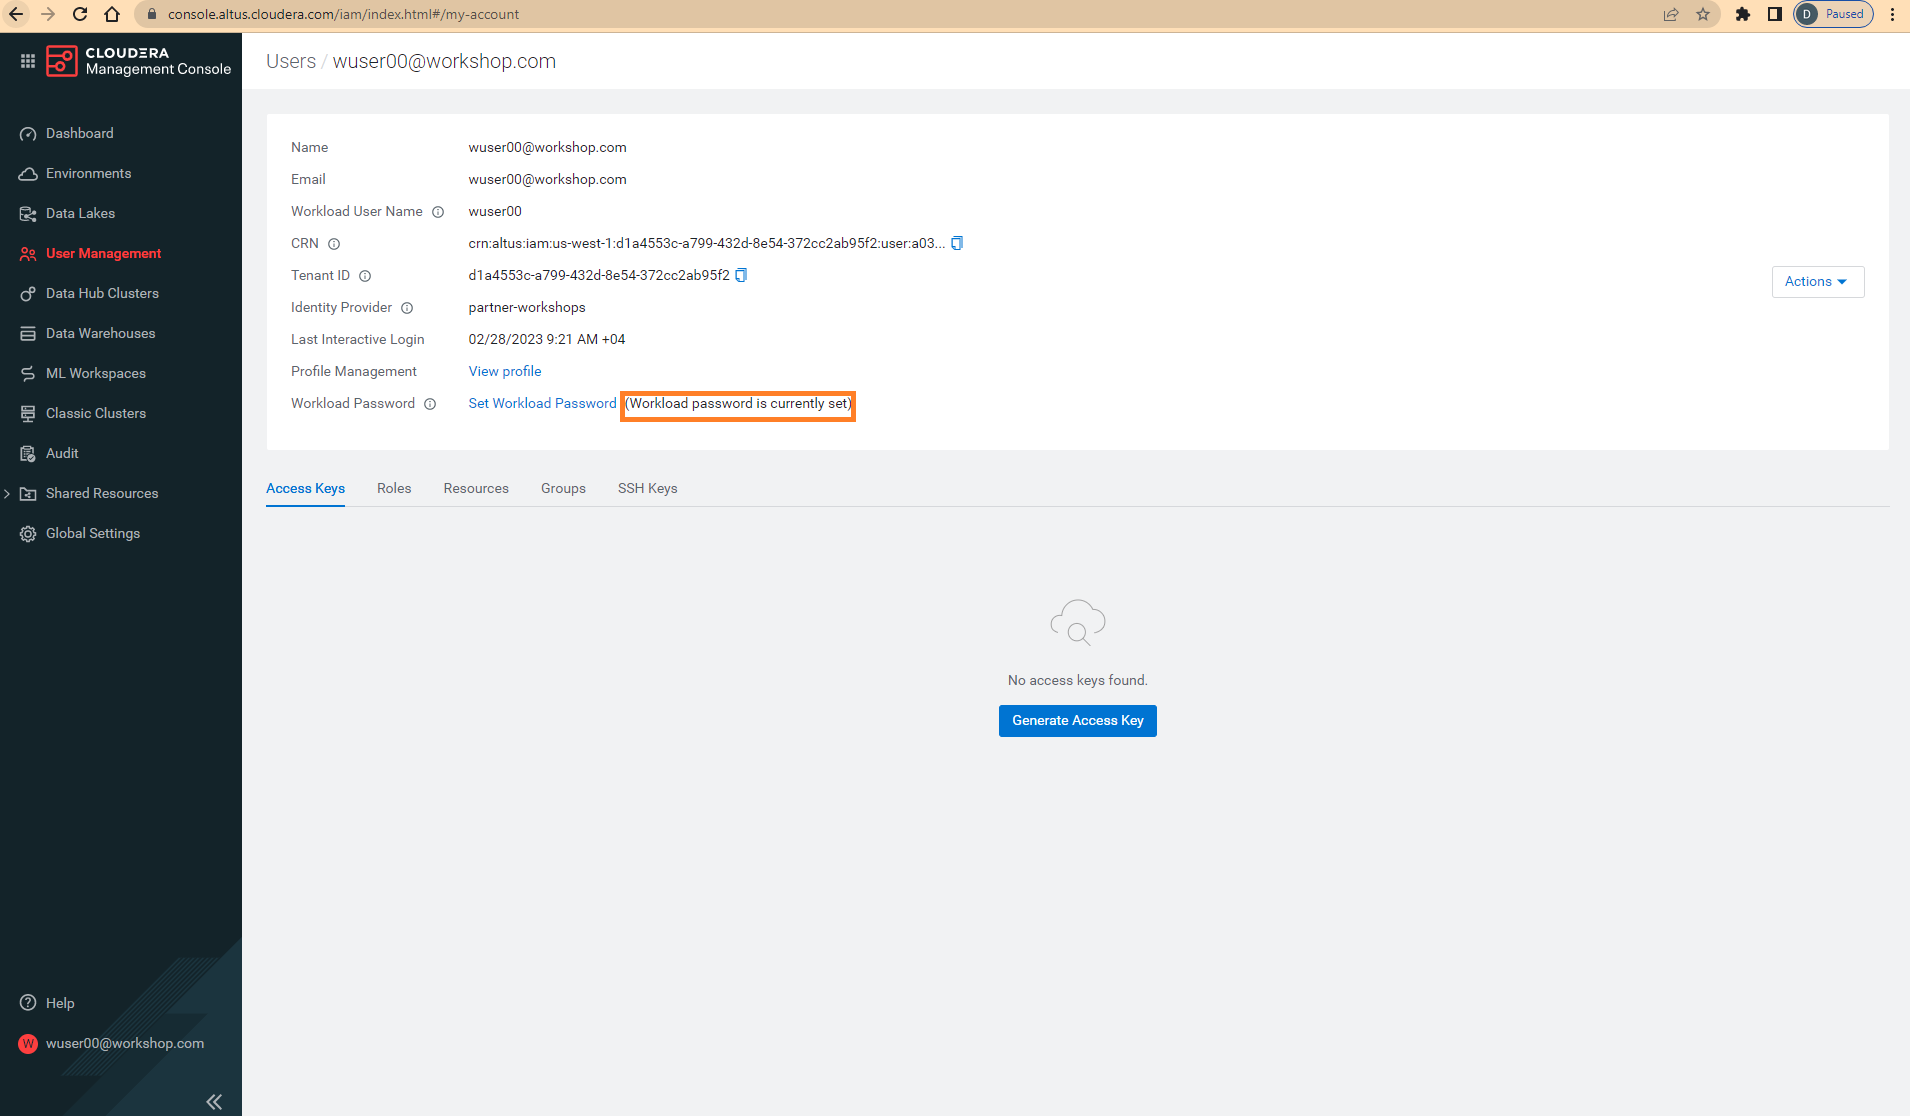 console.altus.cloudera.com/iam/index.html#/my-account
D Paused
CLOUDERA
Management Console
Users / wuser00@workshop.com
Dashboard
Environments
Data Lakes
User Management
Data Hub Clusters
Data Warehouses
ML Workspaces
Classic Clusters
Audit
Shared Resources
Global Settings
Name wuser00@workshop.com
Email wuser00@workshop.com
Workload User Name wuser00
CRN crn:altus:iam:us-west-1:d1a4553c-a799-432d-8e54-372cc2ab95f2:user:a03...
Tenant ID d1a4553c-a799-432d-8e54-372cc2ab95f2
Identity Provider partner-workshops
Last Interactive Login 02/28/2023 9:21 AM +04
Profile Management View profile
Workload Password Set Workload Password (Workload password is currently set)
Actions
Access Keys Roles Resources Groups SSH Keys
No access keys found.
Generate Access Key
Help
W wuser00@workshop.com